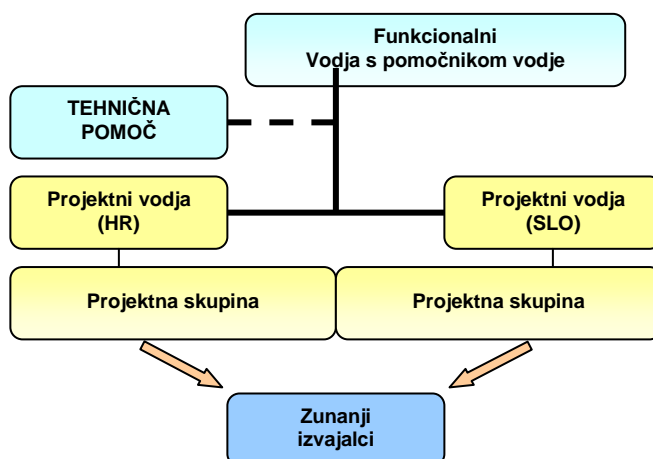 Funkcionalni
Vodja s pomočnikom vodje
TEHNIČNA
POMOČ
Projektni vodja
(HR)
Projektni vodja
(SLO)
Projektna skupina
Projektna skupina
Zunanji
izvajalci